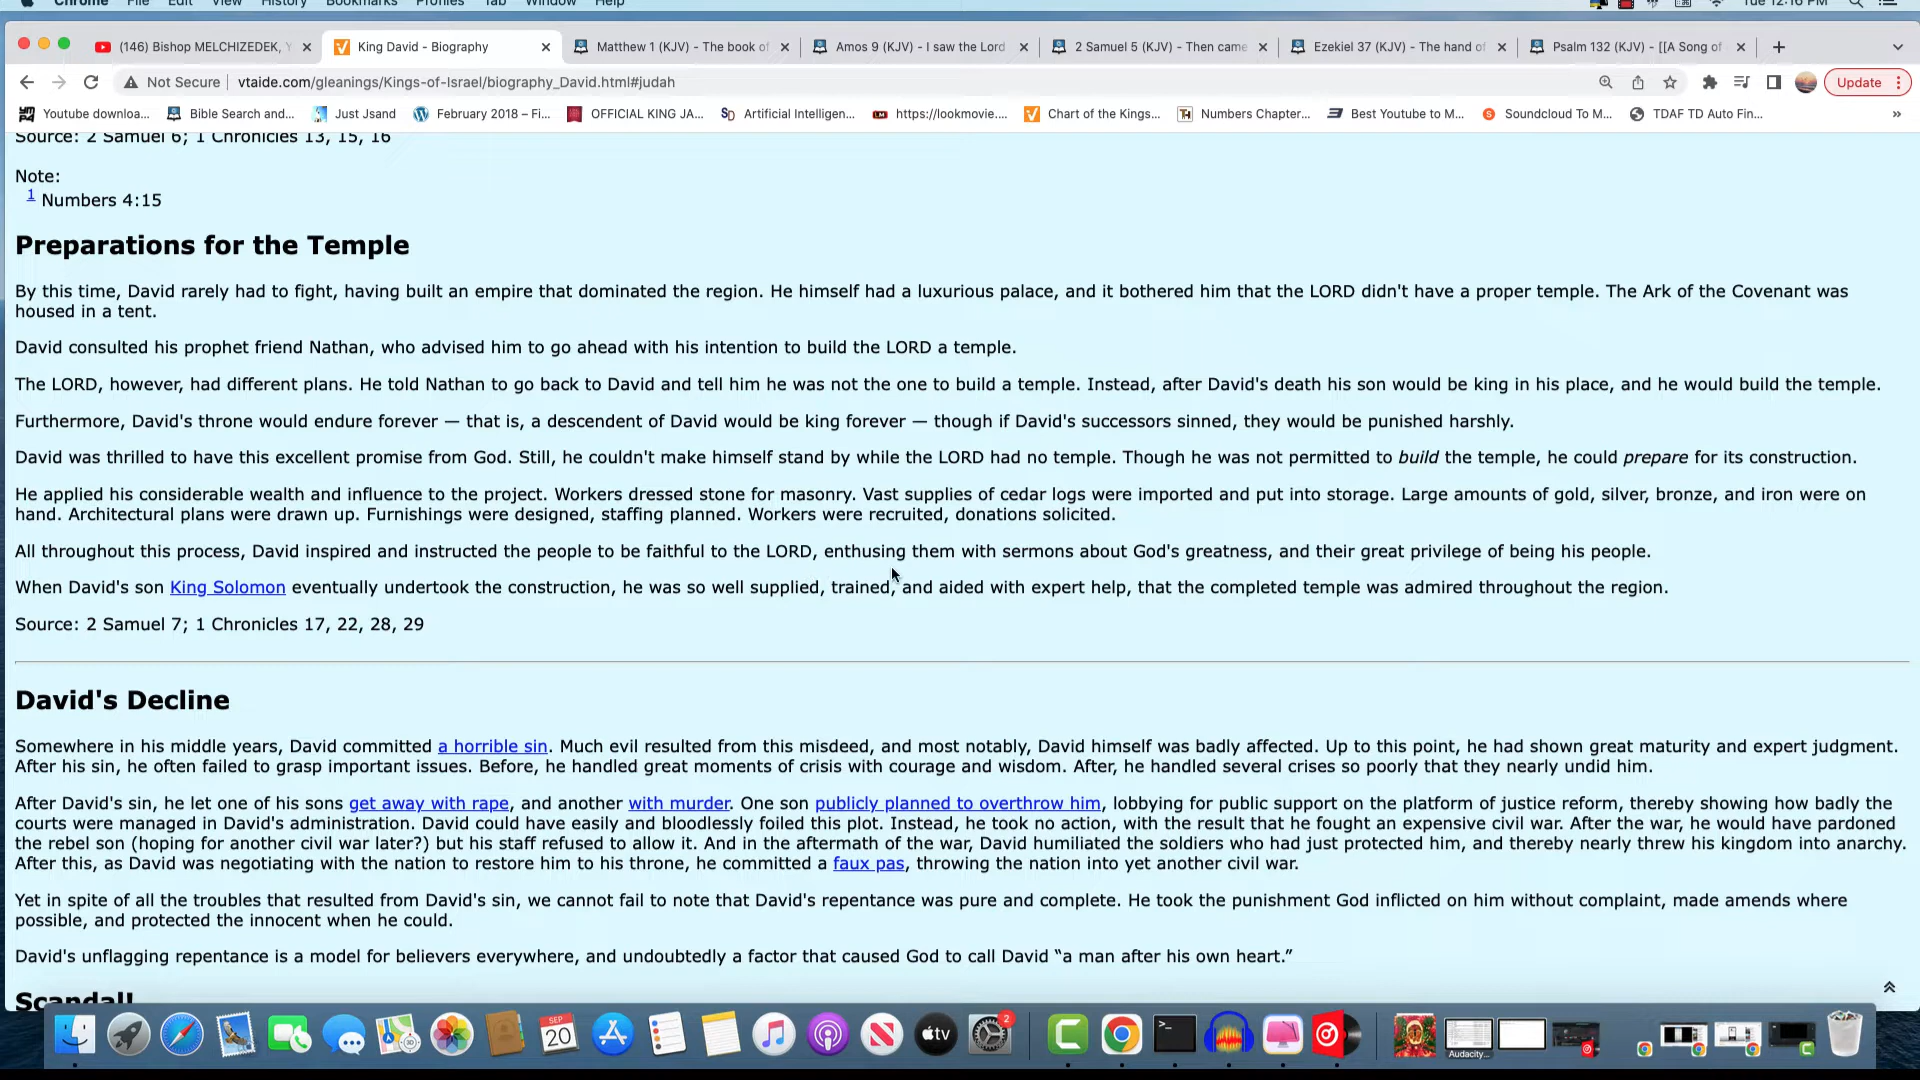 Chrome File Edit View History Bookmarks Profiles Tab Window Help Tue 12:16 PM
(146) Bishop MELCHIZEDEK, Y King David - Biography Matthew 1 (KJV) - The book of Amos 9 (KJV) - I saw the Lord 2 Samuel 5 (KJV) - Then came Ezekiel 37 (KJV) - The hand of Psalm 132 (KJV) - [[A Song of
Not Secure vtaide.com/gleanings/Kings-of-Israel/biography_David.html#judah Update
Youtube downloa... Bible Search and... Just Jsand February 2018 – Fi... OFFICIAL KING JA... Artificial Intelligen... https://lookmovie.... Chart of the Kings... Numbers Chapter... Best Youtube to M... Soundcloud To M... TDAF TD Auto Fin... »
Source: 2 Samuel 6; 1 Chronicles 13, 15, 16
Note:
1 Numbers 4:15
Preparations for the Temple
By this time, David rarely had to fight, having built an empire that dominated the region. He himself had a luxurious palace, and it bothered him that the LORD didn't have a proper temple. The Ark of the Covenant was
housed in a tent.
David consulted his prophet friend Nathan, who advised him to go ahead with his intention to build the LORD a temple.
The LORD, however, had different plans. He told Nathan to go back to David and tell him he was not the one to build a temple. Instead, after David's death his son would be king in his place, and he would build the temple.
Furthermore, David's throne would endure forever — that is, a descendent of David would be king forever — though if David's successors sinned, they would be punished harshly.
David was thrilled to have this excellent promise from God. Still, he couldn't make himself stand by while the LORD had no temple. Though he was not permitted to build the temple, he could prepare for its construction.
He applied his considerable wealth and influence to the project. Workers dressed stone for masonry. Vast supplies of cedar logs were imported and put into storage. Large amounts of gold, silver, bronze, and iron were on
hand. Architectural plans were drawn up. Furnishings were designed, staffing planned. Workers were recruited, donations solicited.
All throughout this process, David inspired and instructed the people to be faithful to the LORD, enthusing them with sermons about God's greatness, and their great privilege of being his people.
When David's son King Solomon eventually undertook the construction, he was so well supplied, trained, and aided with expert help, that the completed temple was admired throughout the region.
Source: 2 Samuel 7; 1 Chronicles 17, 22, 28, 29
David's Decline
Somewhere in his middle years, David committed a horrible sin. Much evil resulted from this misdeed, and most notably, David himself was badly affected. Up to this point, he had shown great maturity and expert judgment.
After his sin, he often failed to grasp important issues. Before, he handled great moments of crisis with courage and wisdom. After, he handled several crises so poorly that they nearly undid him.
After David's sin, he let one of his sons get away with rape, and another with murder. One son publicly planned to overthrow him, lobbying for public support on the platform of justice reform, thereby showing how badly the
courts were managed in David's administration. David could have easily and bloodlessly foiled this plot. Instead, he took no action, with the result that he fought an expensive civil war. After the war, he would have pardoned
the rebel son (hoping for another civil war later?) but his staff refused to allow it. And in the aftermath of the war, David humiliated the soldiers who had just protected him, and thereby nearly threw his kingdom into anarchy.
After this, as David was negotiating with the nation to restore him to his throne, he committed a faux pas, throwing the nation into yet another civil war.
Yet in spite of all the troubles that resulted from David's sin, we cannot fail to note that David's repentance was pure and complete. He took the punishment God inflicted on him without complaint, made amends where
possible, and protected the innocent when he could.
David's unflagging repentance is a model for believers everywhere, and undoubtedly a factor that caused God to call David “a man after his own heart.”
Scandal!
SEP
20
tv
2
Audacity...